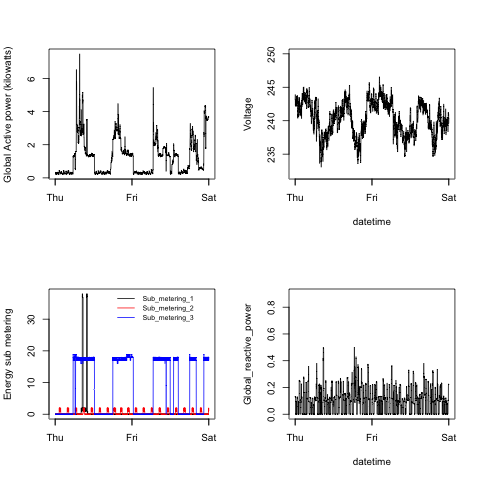 Global Active power (kilowatts)
0 2 4 6
Thu Fri Sat
Voltage
235 240 245 250
Thu Fri Sat
datetime
Energy sub metering
0 10 20 30
Sub_metering_1
Sub_metering_2
Sub_metering_3
Thu Fri Sat
Global_reactive_power
0.0 0.2 0.4 0.6 0.8
Thu Fri Sat
datetime